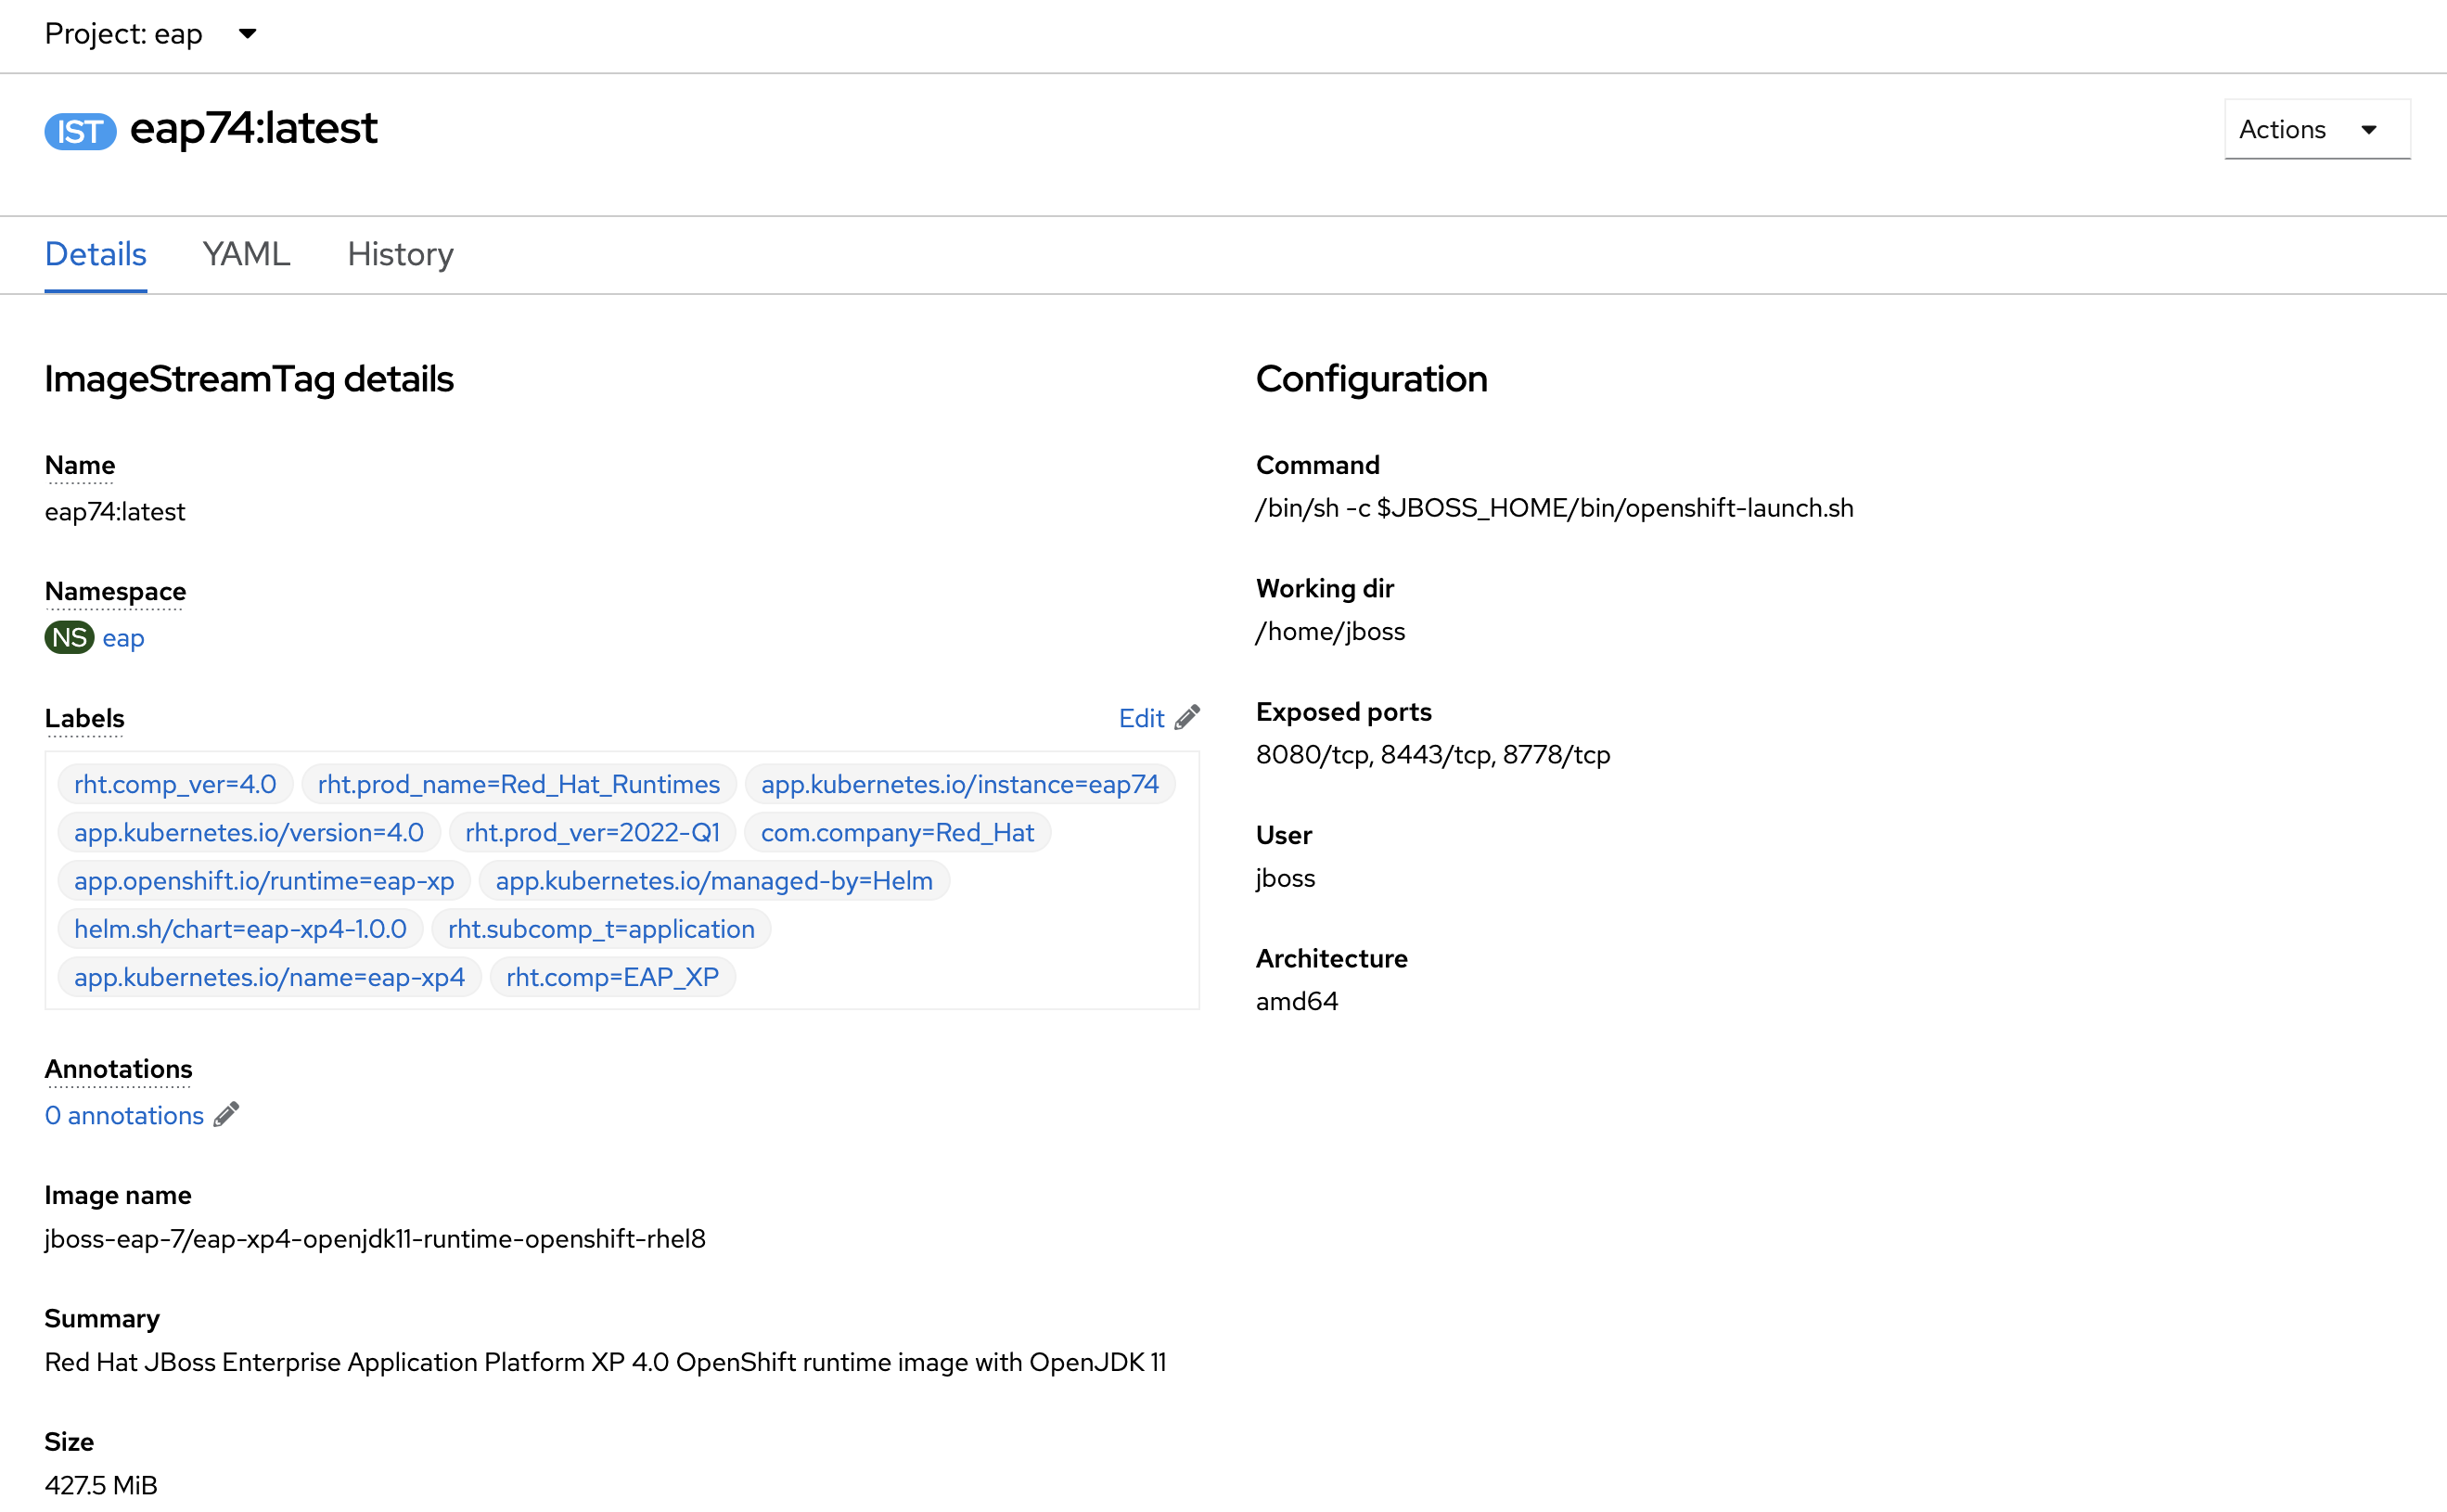 Project: eap
IST eap74:latest
Actions
Details YAML History
ImageStreamTag details
Name
eap74:latest
Namespace
NS eap
Labels
Edit
rht.comp_ver=4.0 rht.prod_name=Red_Hat_Runtimes app.kubernetes.io/instance=eap74
app.kubernetes.io/version=4.0 rht.prod_ver=2022-Q1 com.company=Red_Hat
app.openshift.io/runtime=eap-xp app.kubernetes.io/managed-by=Helm
helm.sh/chart=eap-xp4-1.0.0 rht.subcomp_t=application
app.kubernetes.io/name=eap-xp4 rht.comp=EAP_XP
Annotations
0 annotations
Image name
jboss-eap-7/eap-xp4-openjdk11-runtime-openshift-rhel8
Summary
Red Hat JBoss Enterprise Application Platform XP 4.0 OpenShift runtime image with OpenJDK 11
Size
427.5 MiB
Configuration
Command
/bin/sh -c $JBOSS_HOME/bin/openshift-launch.sh
Working dir
/home/jboss
Exposed ports
8080/tcp, 8443/tcp, 8778/tcp
User
jboss
Architecture
amd64